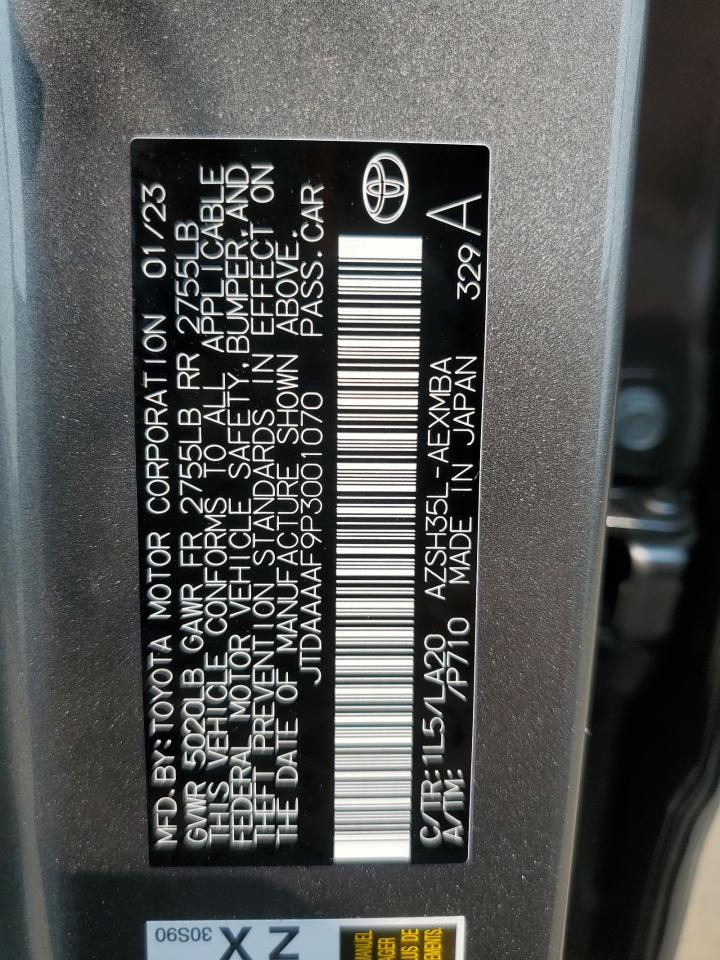 MFD.BY:TOYOTA MOTOR CORPORATION 01/23
GVWR 5020LB GAWR FR 2755LB RR 2755LB
THIS VEHICLE CONFORMS TO ALL APPLICABLE
FEDERAL MOTOR VEHICLE SAFETY,BUMPER,AND
THEFT PREVENTION STANDARDS IN EFFECT ON
THE DATE OF MANUFACTURE SHOWN ABOVE.
JTDAAAAF9P3001070 PASS.CAR
C/TR:1L5/LA20 AZSH35L-AEXMBA 329A
A/TM: /P710 MADE IN JAPAN
30S90
ZX
MANUEL